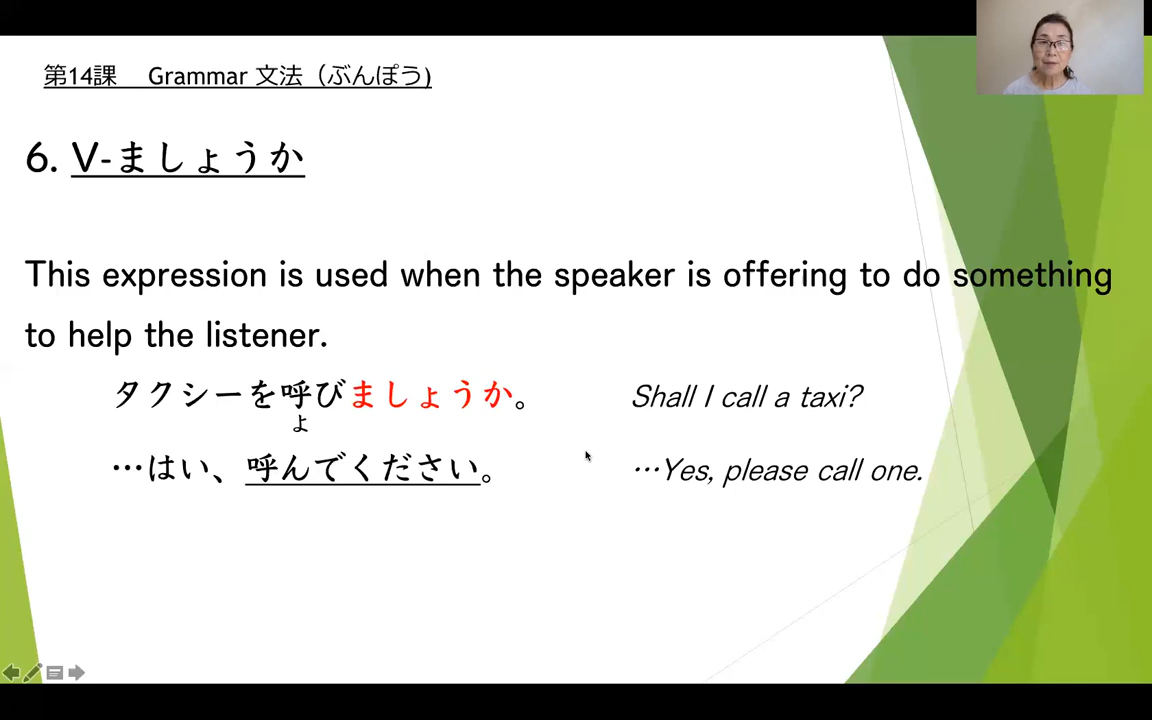 第14課 Grammar 文法（ぶんぽう)
6. V-ましょうか
This expression is used when the speaker is offering to do something
to help the listener.
タクシーを呼びましょうか。 Shall I call a taxi?
よ
…はい、呼んでください。 …Yes, please call one.